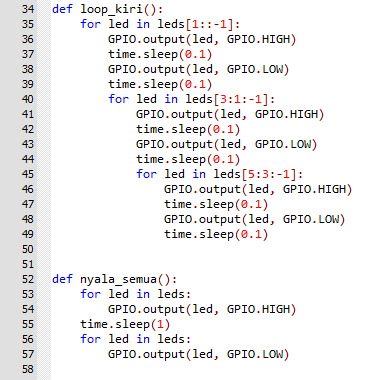 34 def loop_kiri():
35     for led in leds[1::-1]:
36         GPIO.output(led, GPIO.HIGH)
37         time.sleep(0.1)
38         GPIO.output(led, GPIO.LOW)
39         time.sleep(0.1)
40         for led in leds[3:1:-1]:
41             GPIO.output(led, GPIO.HIGH)
42             time.sleep(0.1)
43             GPIO.output(led, GPIO.LOW)
44             time.sleep(0.1)
45             for led in leds[5:3:-1]:
46                 GPIO.output(led, GPIO.HIGH)
47                 time.sleep(0.1)
48                 GPIO.output(led, GPIO.LOW)
49                 time.sleep(0.1)
50
51
52 def nyala_semua():
53     for led in leds:
54         GPIO.output(led, GPIO.HIGH)
55     time.sleep(1)
56     for led in leds:
57         GPIO.output(led, GPIO.LOW)
58